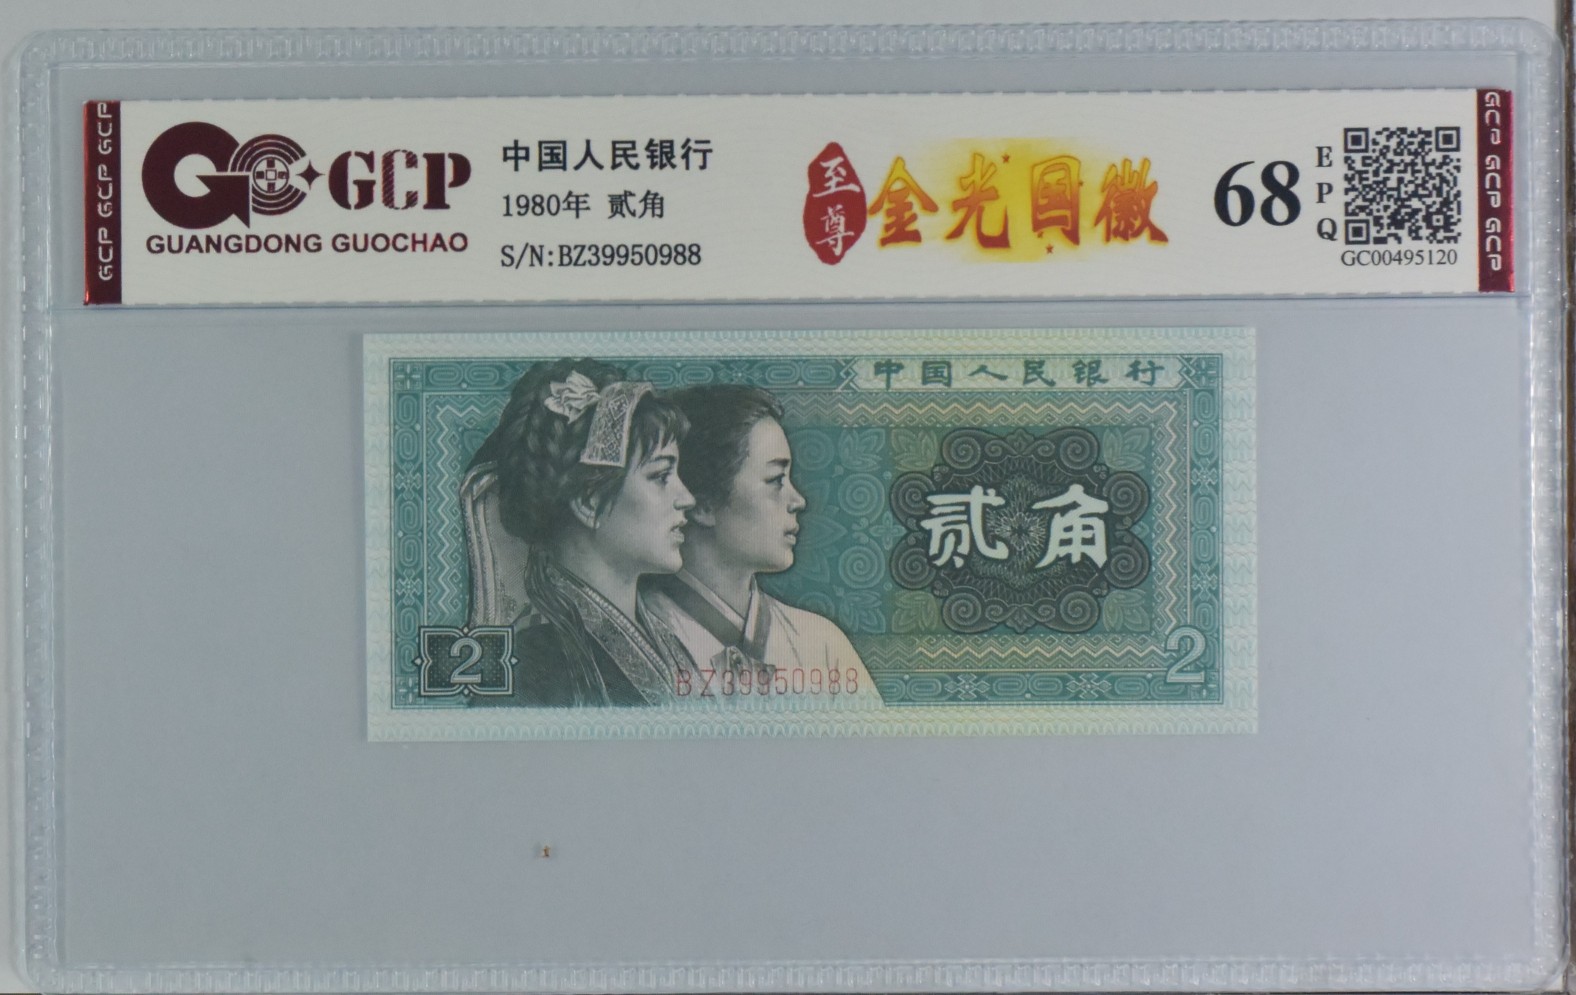 GCP GCP GCP
GCP
GUANGDONG GUOCHAO
中国人民银行
1980年 贰角
S/N:BZ39950988
至尊
金光国徽
68
EPQ
GC00495120
GCP GCP GCP
中国人民银行
贰角
2
2
BZ39950988